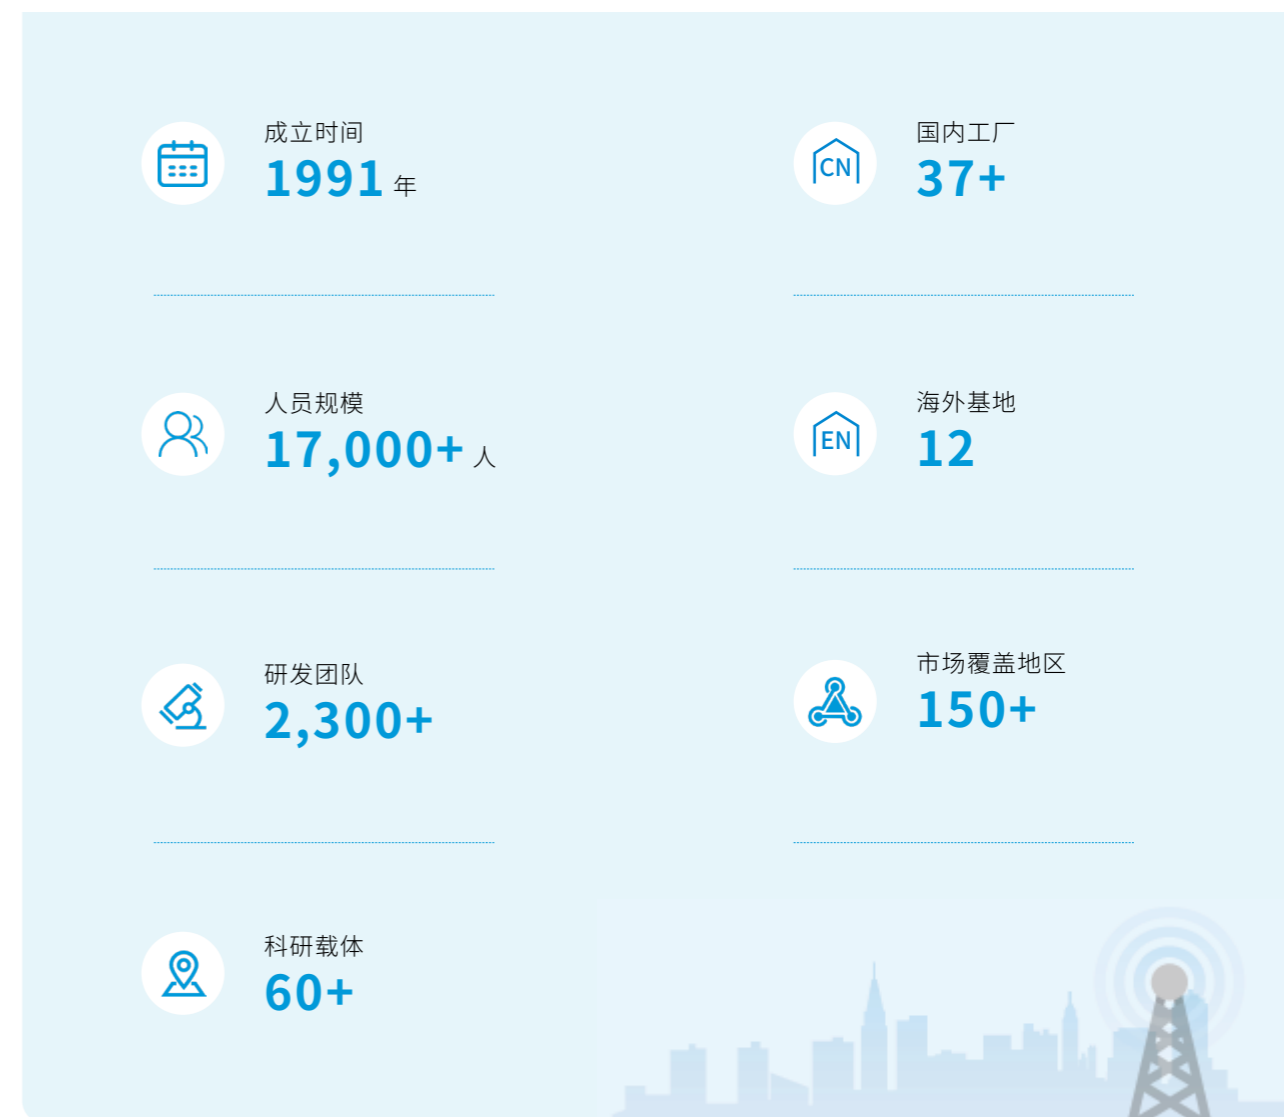 成立时间
1991 年
国内工厂
CN
37+
人员规模
17,000+ 人
海外基地
EN
12
研发团队
2,300+
市场覆盖地区
150+
科研载体
60+